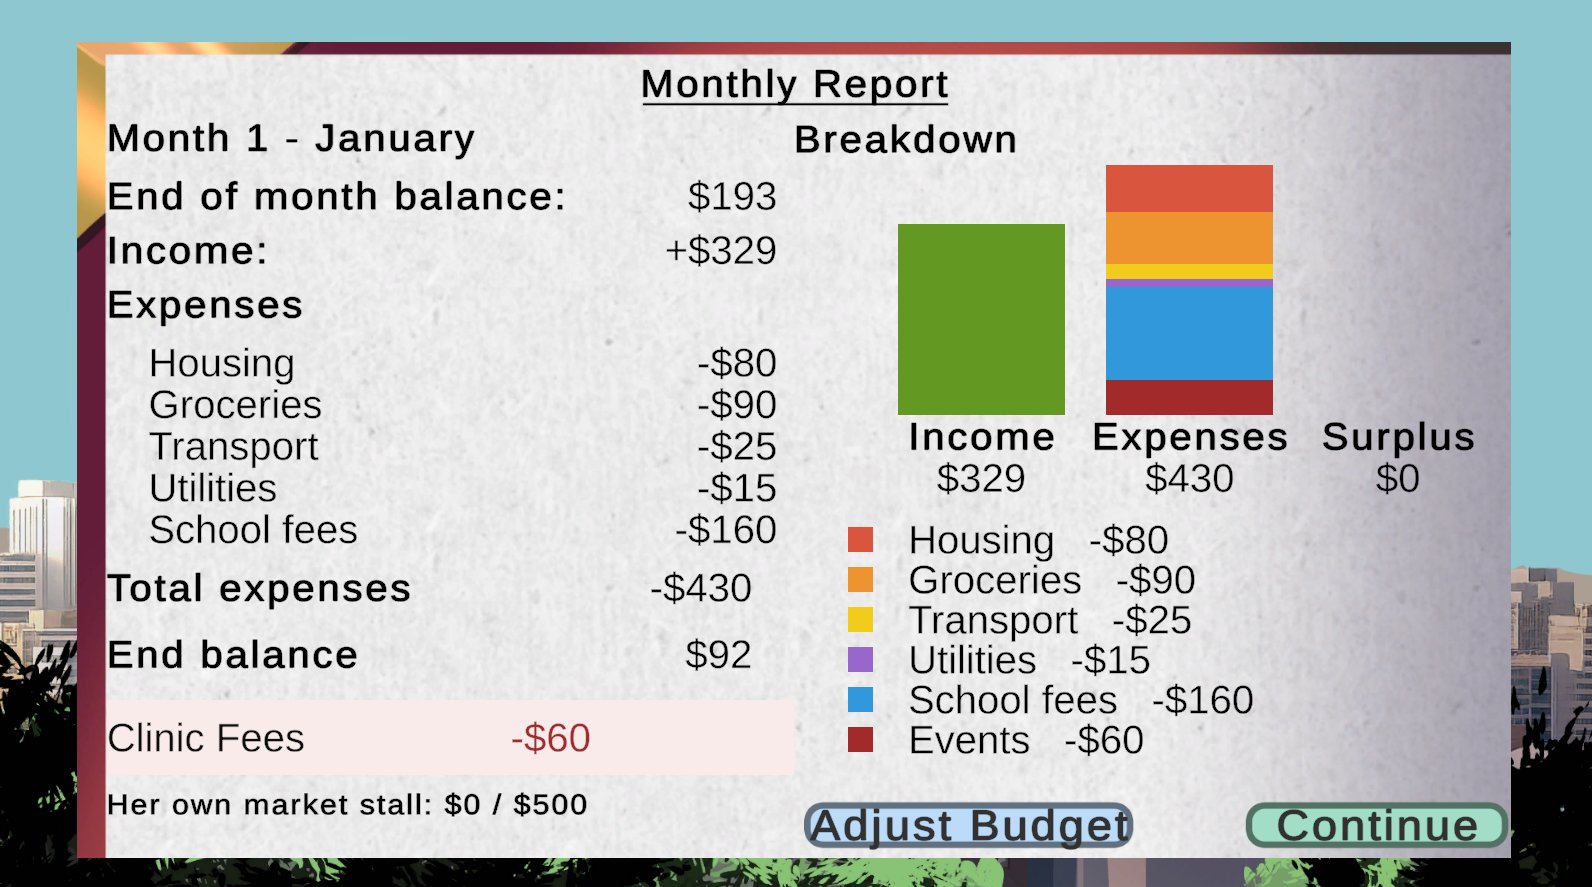 Monthly Report
Month 1 - January
End of month balance: $193
Income: +$329
Expenses
Housing -$80
Groceries -$90
Transport -$25
Utilities -$15
School fees -$160
Total expenses -$430
End balance $92
Clinic Fees -$60
Her own market stall: $0 / $500
Breakdown
Income Expenses Surplus
$329 $430 $0
Housing -$80
Groceries -$90
Transport -$25
Utilities -$15
School fees -$160
Events -$60
Adjust Budget Continue